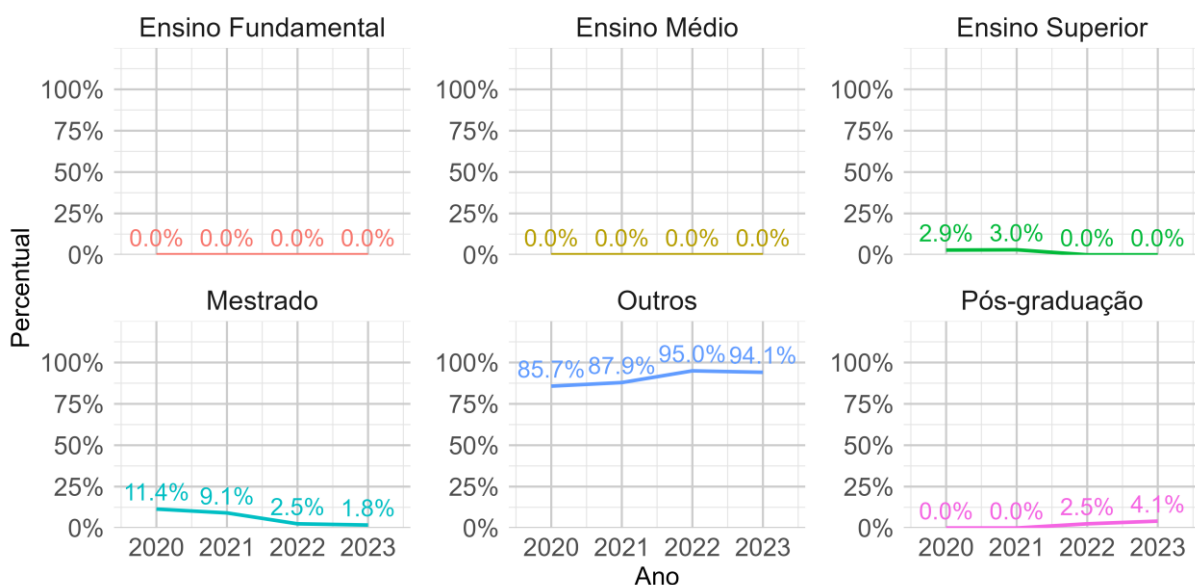 Ensino Fundamental Ensino Médio Ensino Superior
100% 100% 100%
75% 75% 75%
50% 50% 50%
25% 25% 25%
0.0% 0.0% 0.0% 0.0% 0.0% 0.0% 0.0% 0.0% 2.9% 3.0% 0.0% 0.0%
0% 0% 0%
Percentual
Mestrado Outros Pós-graduação
100% 100% 100%
85.7% 87.9% 95.0% 94.1%
75% 75% 75%
50% 50% 50%
25% 25% 25%
11.4% 9.1% 2.5% 1.8% 0.0% 0.0% 2.5% 4.1%
0% 0% 0%
2020 2021 2022 2023 2020 2021 2022 2023 2020 2021 2022 2023
Ano